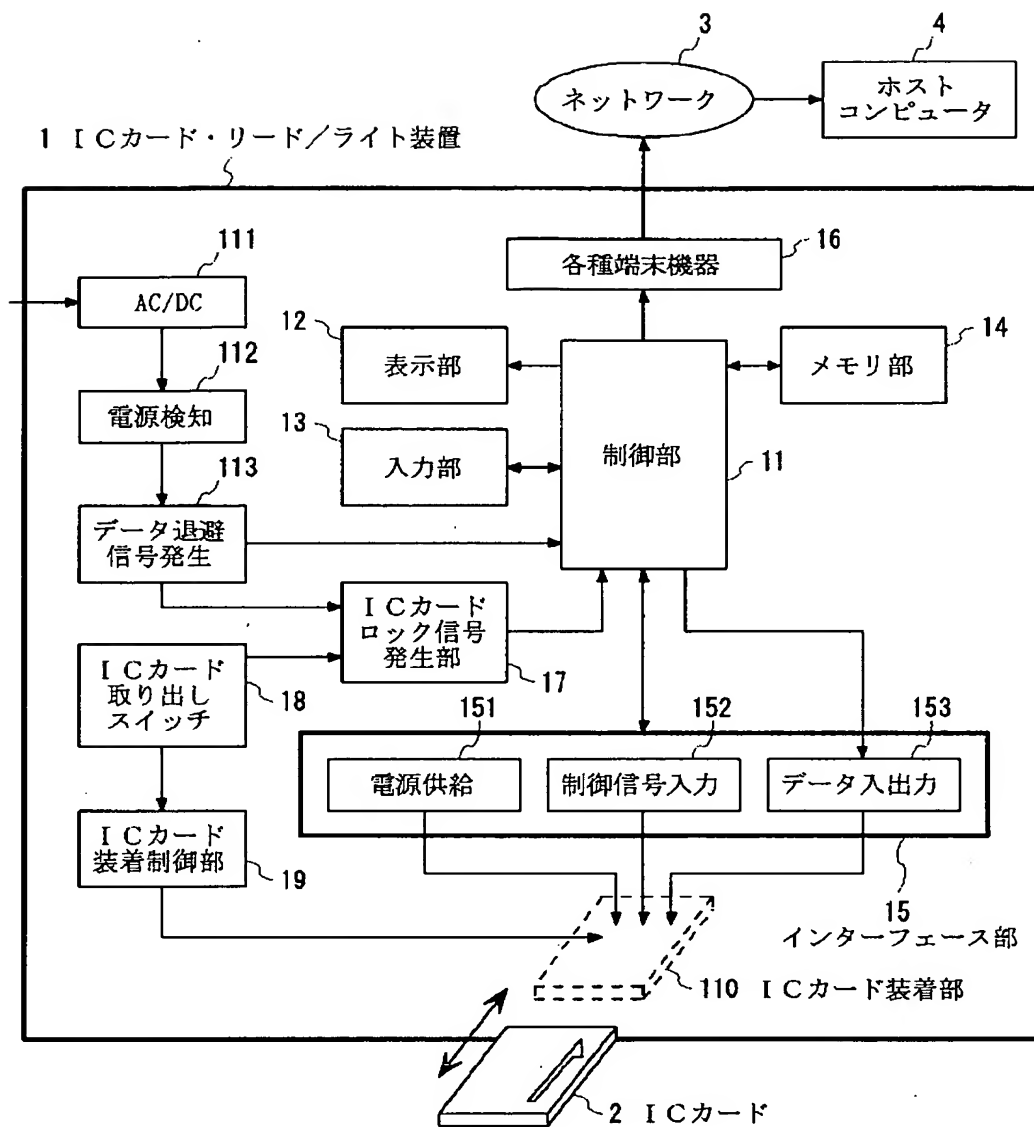 3
4
ネットワーク
ホスト
コンピュータ
1 ICカード・リード/ライト装置
111
AC/DC
16
各種端末機器
12
表示部
14
メモリ部
112
電源検知
13
入力部
制御部
11
113
データ退避
信号発生
ICカード
ロック信号
発生部
17
ICカード
取り出し
スイッチ
18
151
152
153
電源供給
制御信号入力
データ入出力
ICカード
装着制御部
19
15
インターフェース部
110 ICカード装着部
2 ICカード